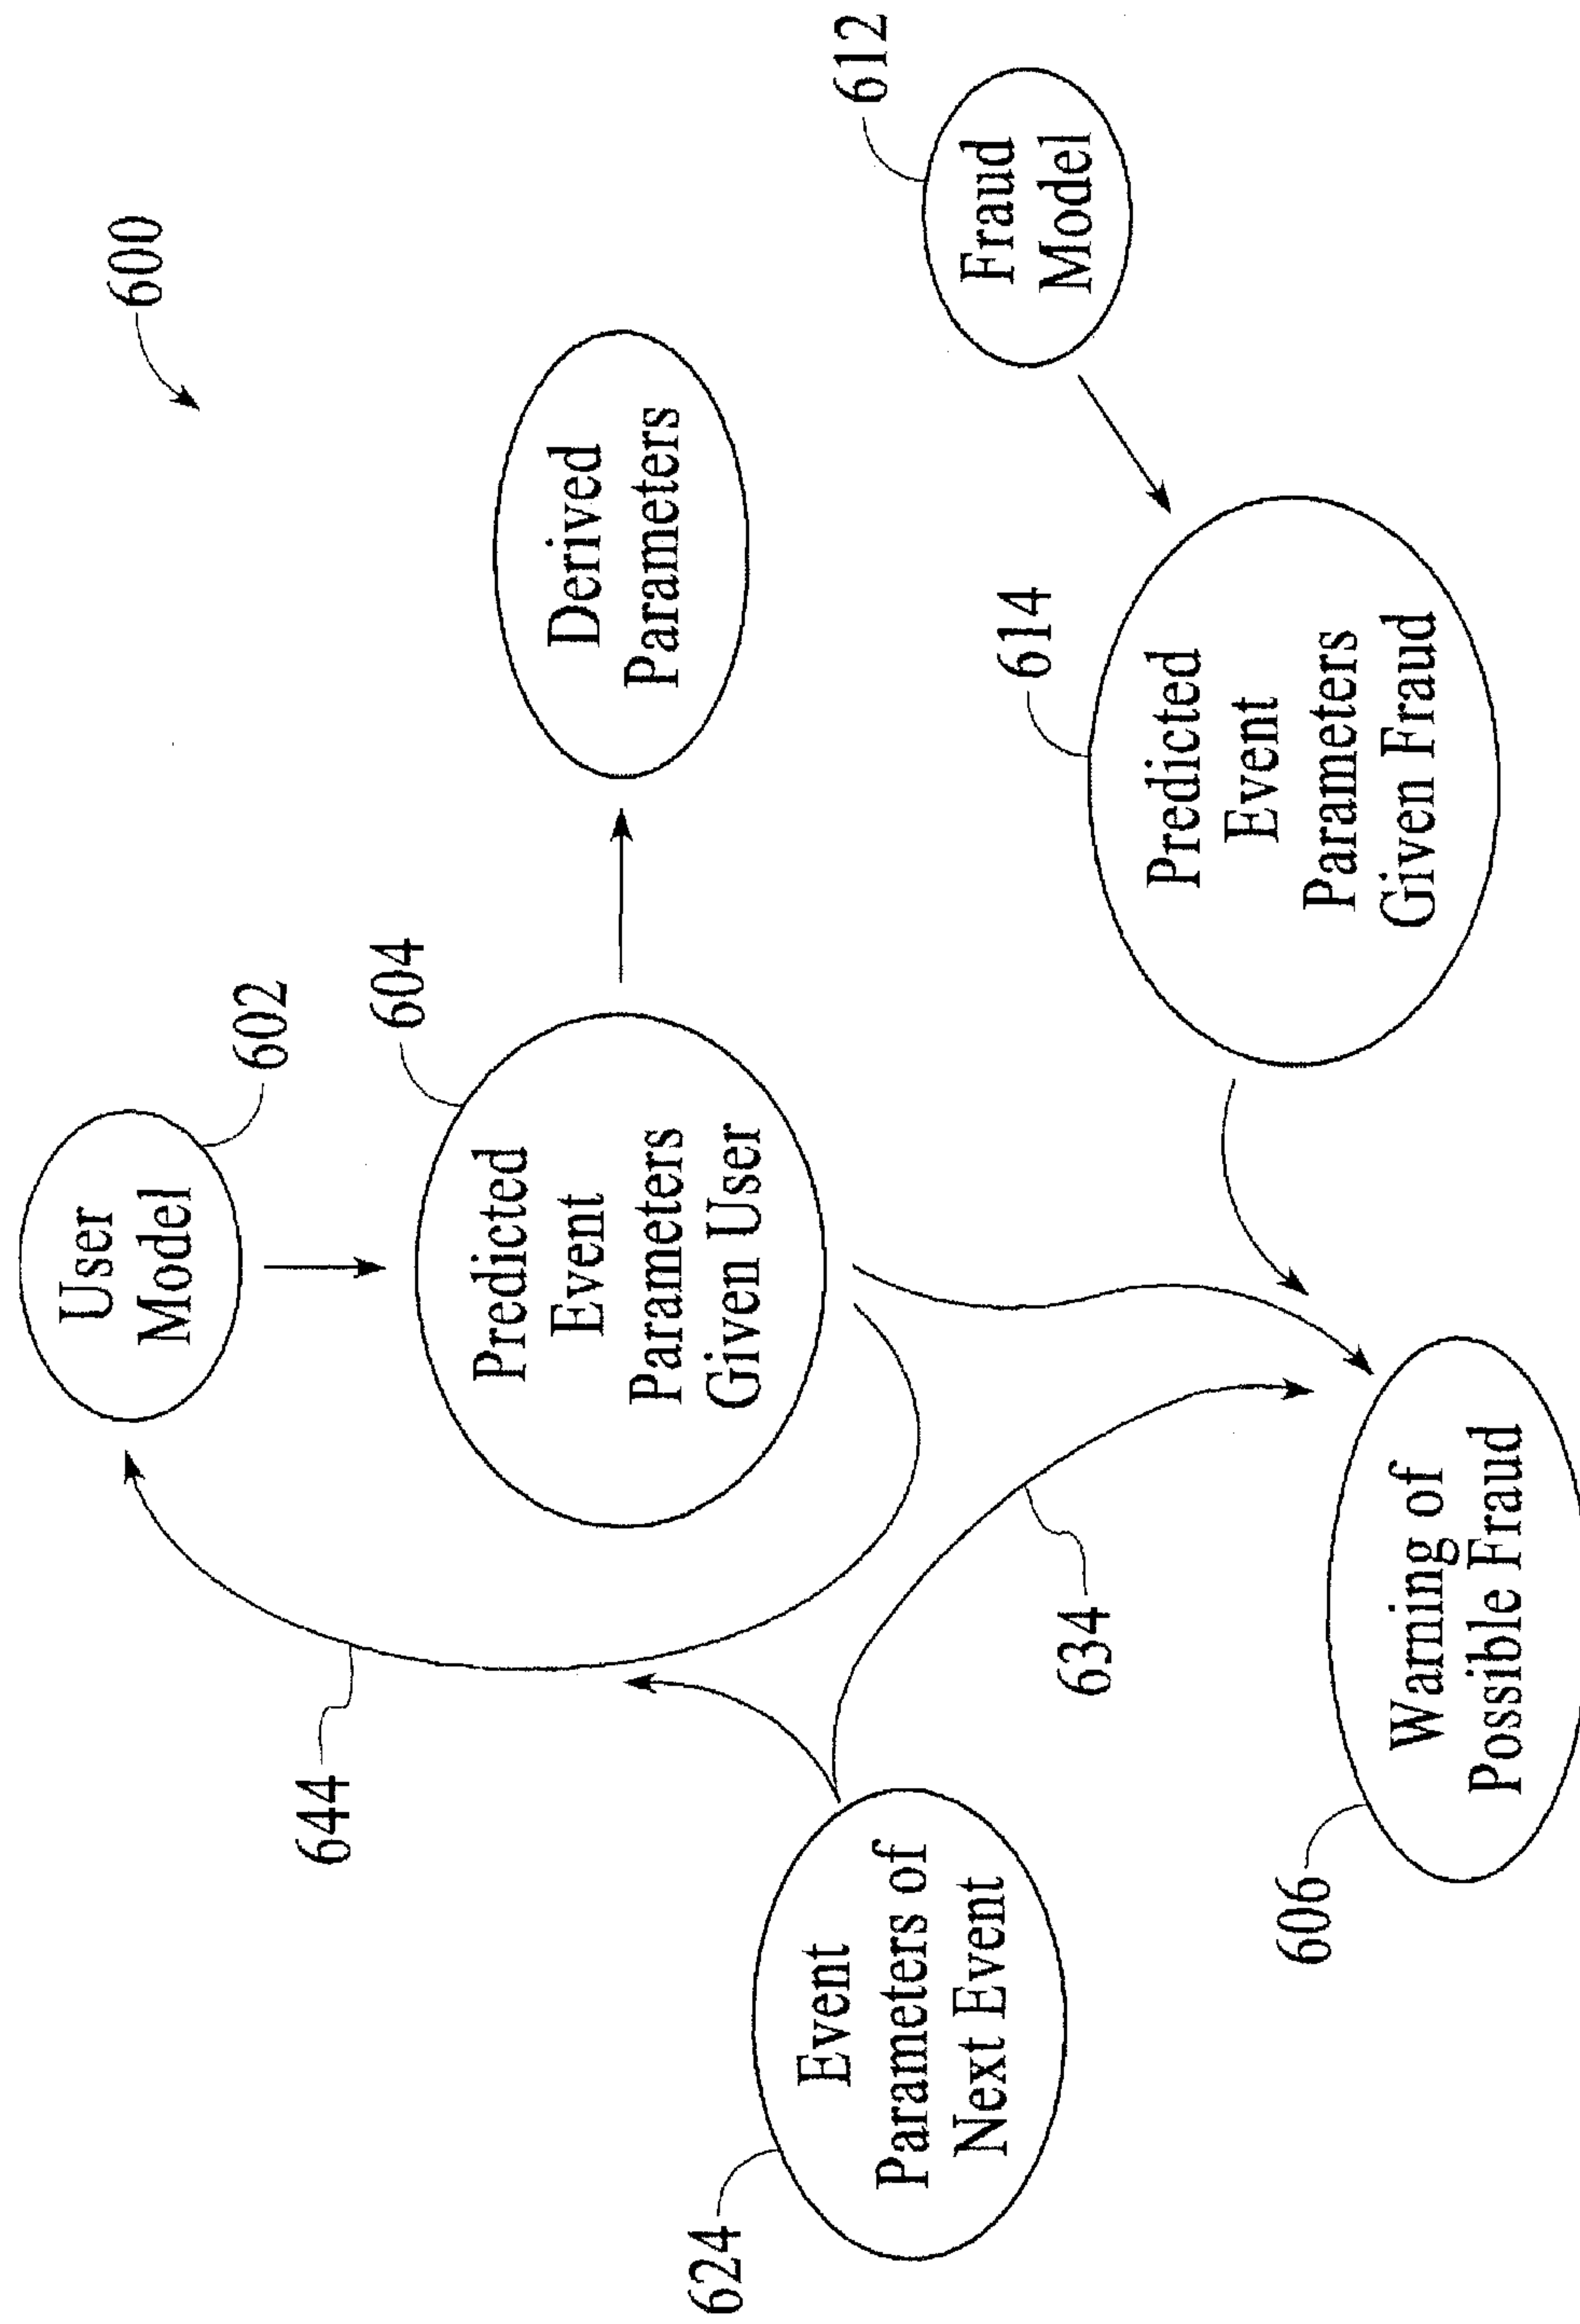 600
User
Model
602
644
Predicted
Event
Parameters
Given User
604
Derived
Parameters
624
Event
Parameters of
Next Event
634
614
Predicted
Event
Parameters
Given Fraud
612
Fraud
Model
606
Warning of
Possible Fraud